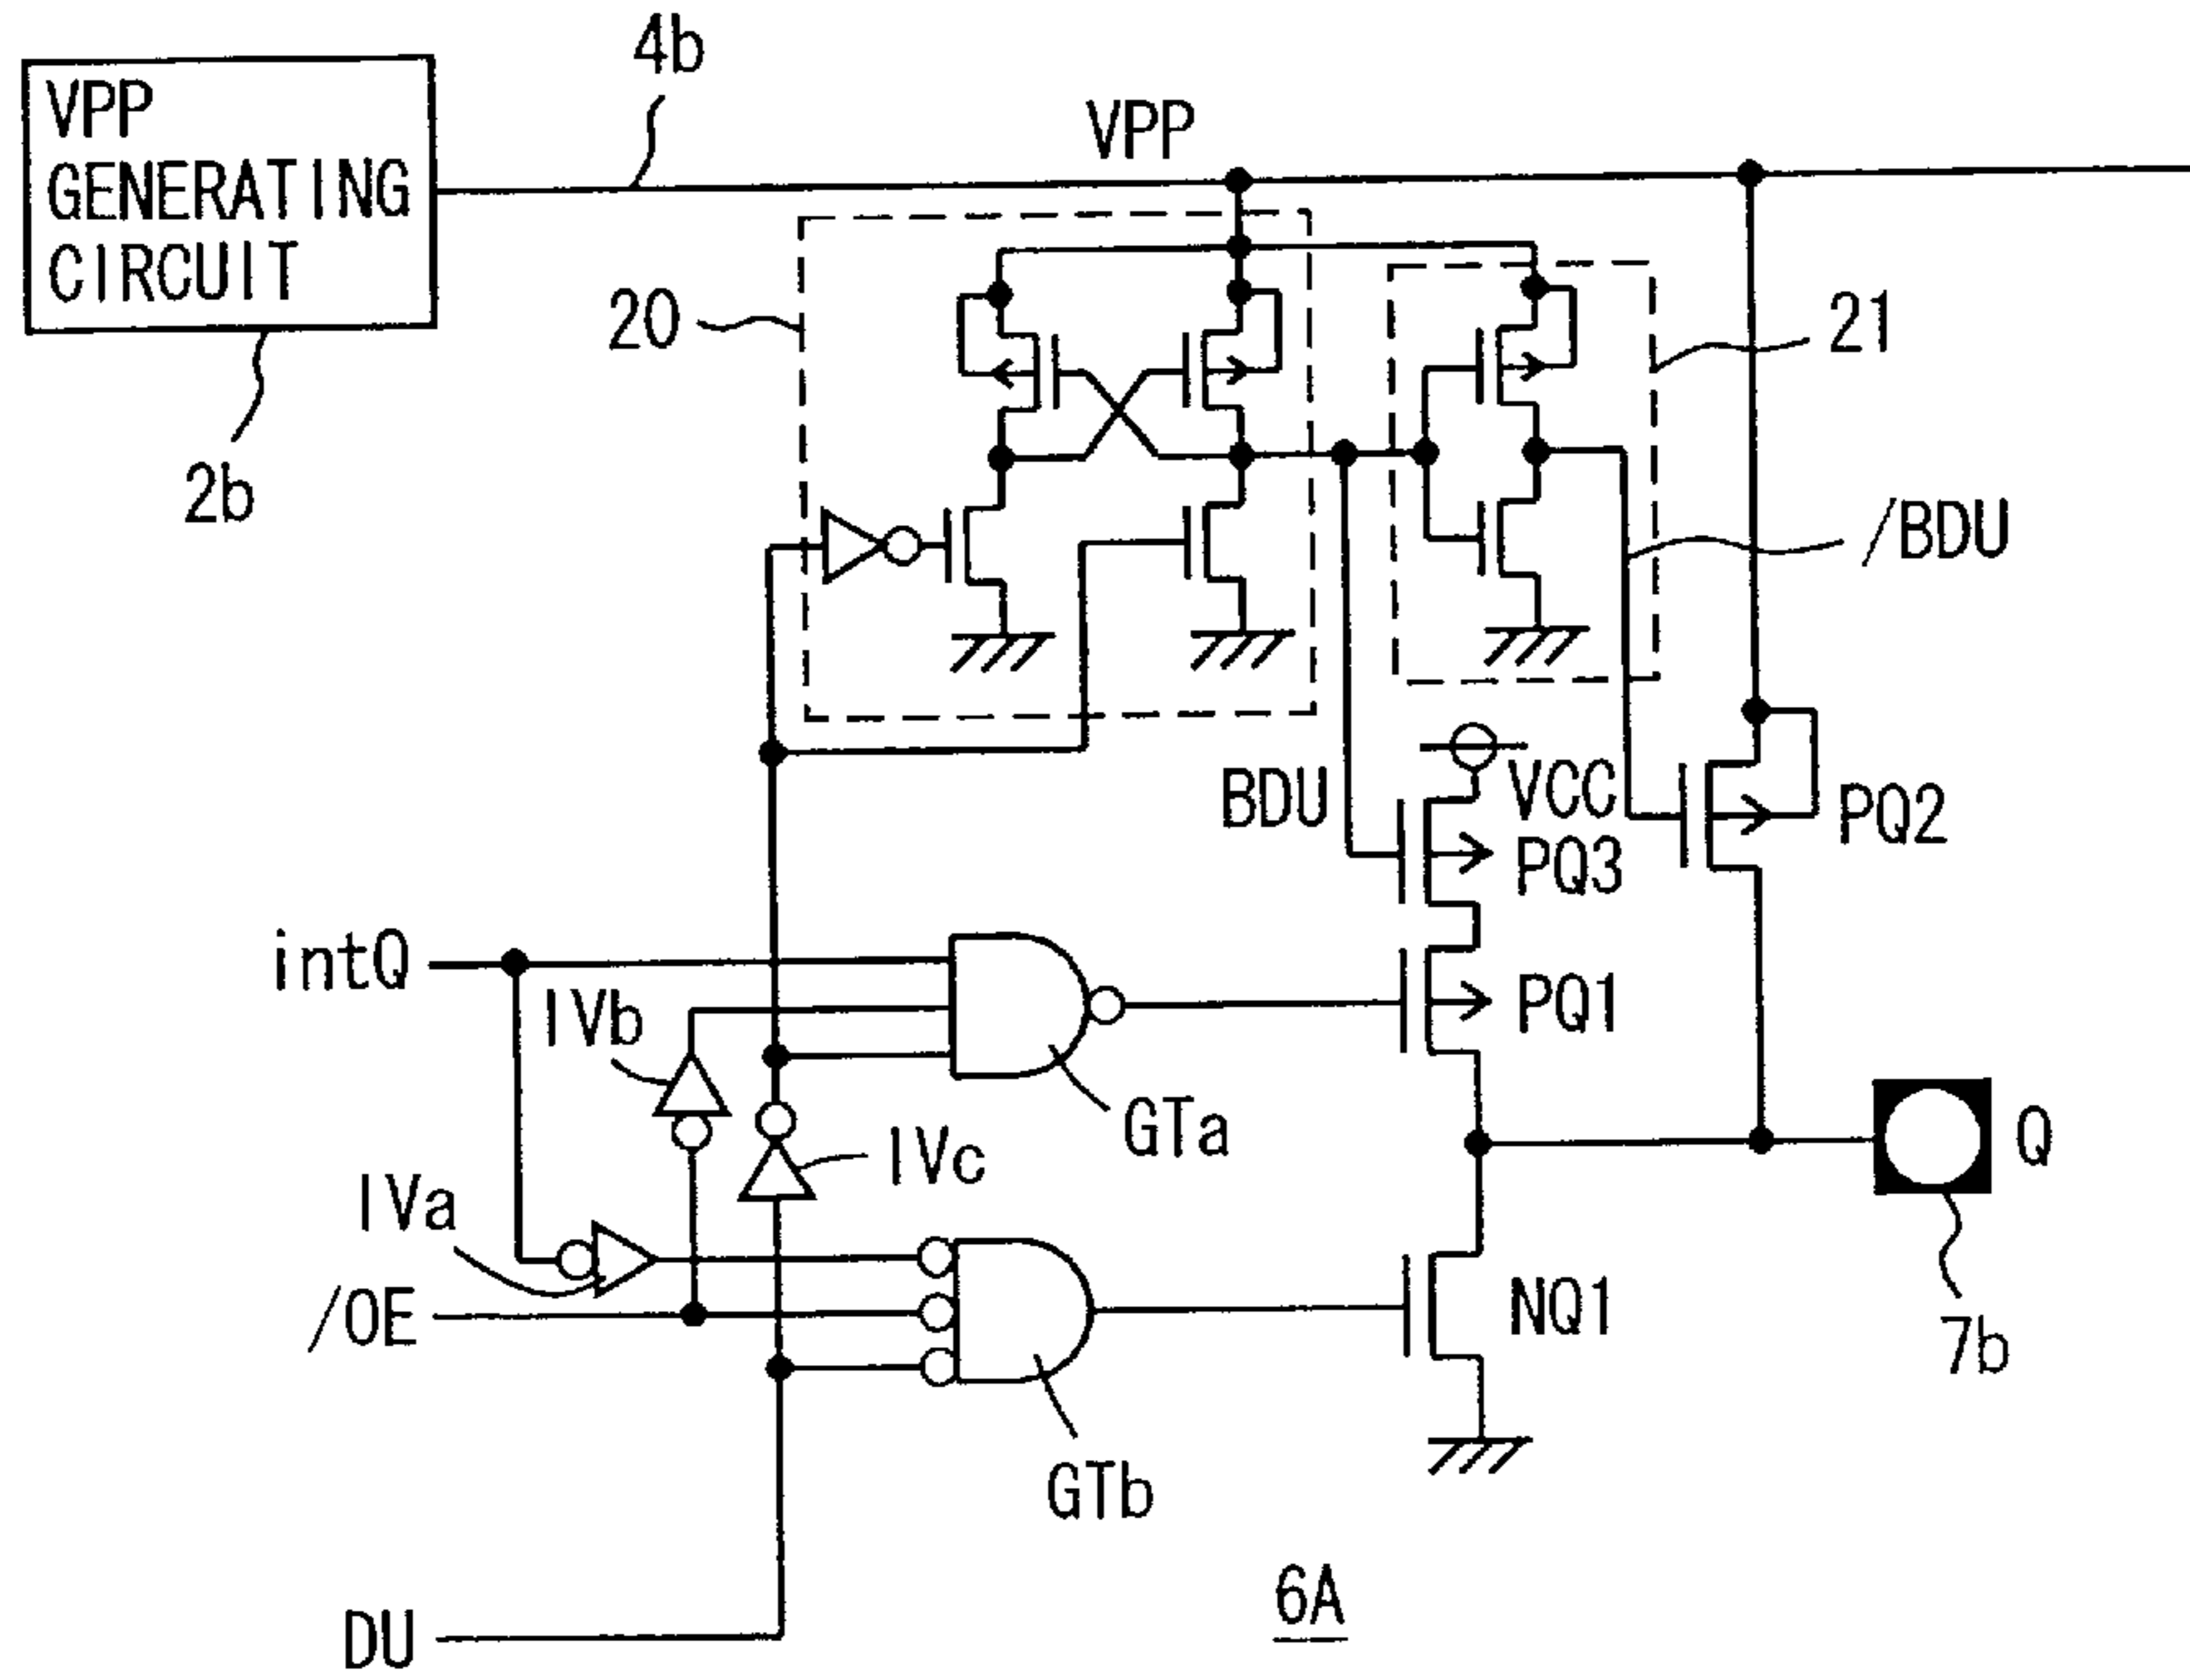 4b
VPP
GENERATING
CIRCUIT
VPP
20
21
2b
/BDU
BDU
VCC
PQ2
PQ3
intQ
IVb
PQ1
GTa
IVc
Q
IVa
/OE
NQ1
7b
GTb
6A
DU